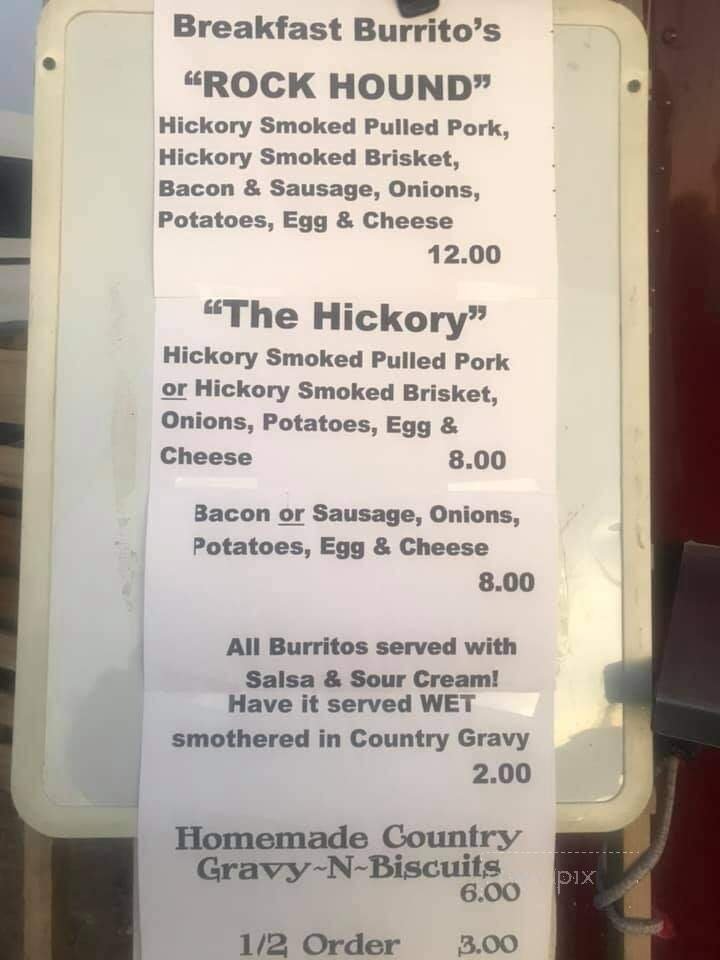 Breakfast Burrito's
“ROCK HOUND”
Hickory Smoked Pulled Pork,
Hickory Smoked Brisket,
Bacon & Sausage, Onions,
Potatoes, Egg & Cheese
12.00
“The Hickory”
Hickory Smoked Pulled Pork
or Hickory Smoked Brisket,
Onions, Potatoes, Egg &
Cheese 8.00
Bacon or Sausage, Onions,
Potatoes, Egg & Cheese
8.00
All Burritos served with
Salsa & Sour Cream!
Have it served WET
smothered in Country Gravy
2.00
Homemade Country
Gravy~N~Biscuits
6.00
1/2 Order 3.00